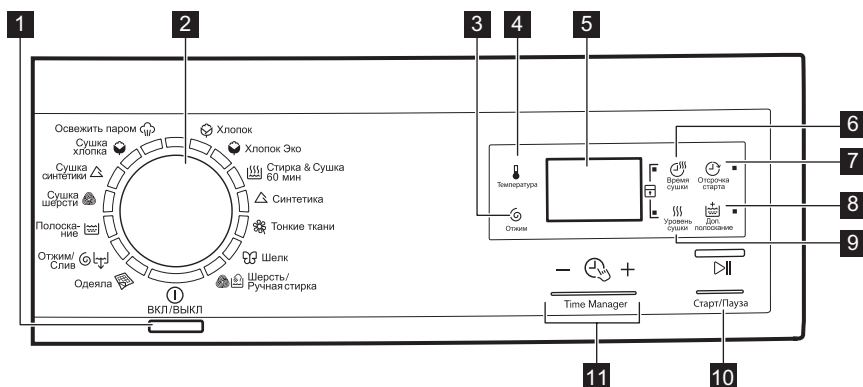 1
2
3
4
5
6
7
8
9
10
11
Освежить паром
Сушка
хлопка
Сушка
синтетики
Сушка
шерсти
Полоска-
ние
Отжим/
Слив
Одеяла
Хлопок
Хлопок Эко
Стирка & Сушка
60 мин
Синтетика
Тонкие ткани
Шелк
Шерсть/
Ручная стирка
ВКЛ/ВЫКЛ
Температура
Отжим
Время
сушки
Отсрочка
старта
Уровень
сушки
Доп.
полоскание
Time Manager
Старт/Пауза